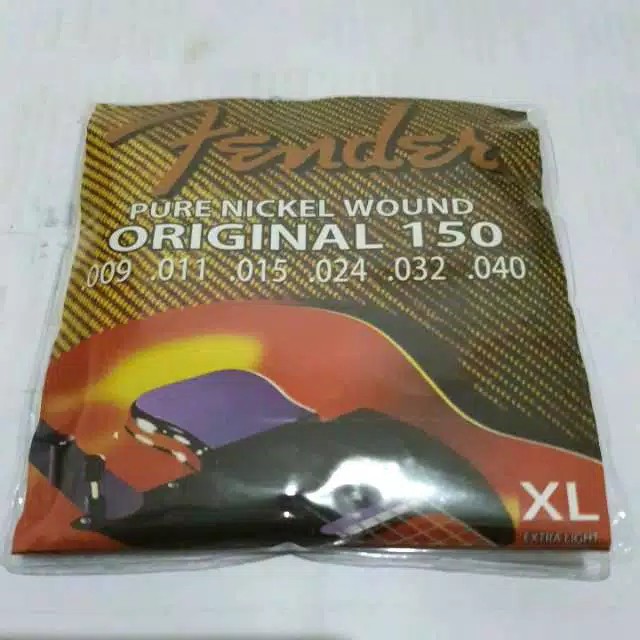 Fender
PURE NICKEL WOUND
ORIGINAL 150
.009 .011 .015 .024 .032 .040
XL
EXTRA LIGHT